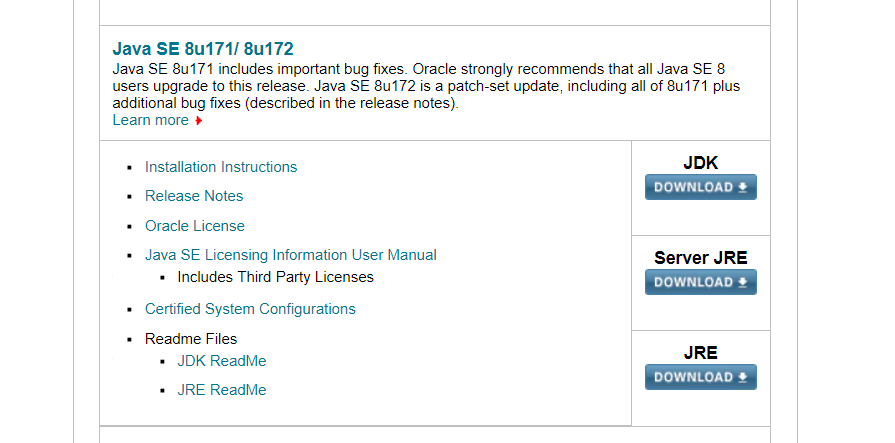 Java SE 8u171/ 8u172
Java SE 8u171 includes important bug fixes. Oracle strongly recommends that all Java SE 8
users upgrade to this release. Java SE 8u172 is a patch-set update, including all of 8u171 plus
additional bug fixes (described in the release notes).
Learn more
Installation Instructions
Release Notes
Oracle License
Java SE Licensing Information User Manual
Includes Third Party Licenses
Certified System Configurations
Readme Files
JDK ReadMe
JRE ReadMe
JDK
DOWNLOAD
Server JRE
DOWNLOAD
JRE
DOWNLOAD